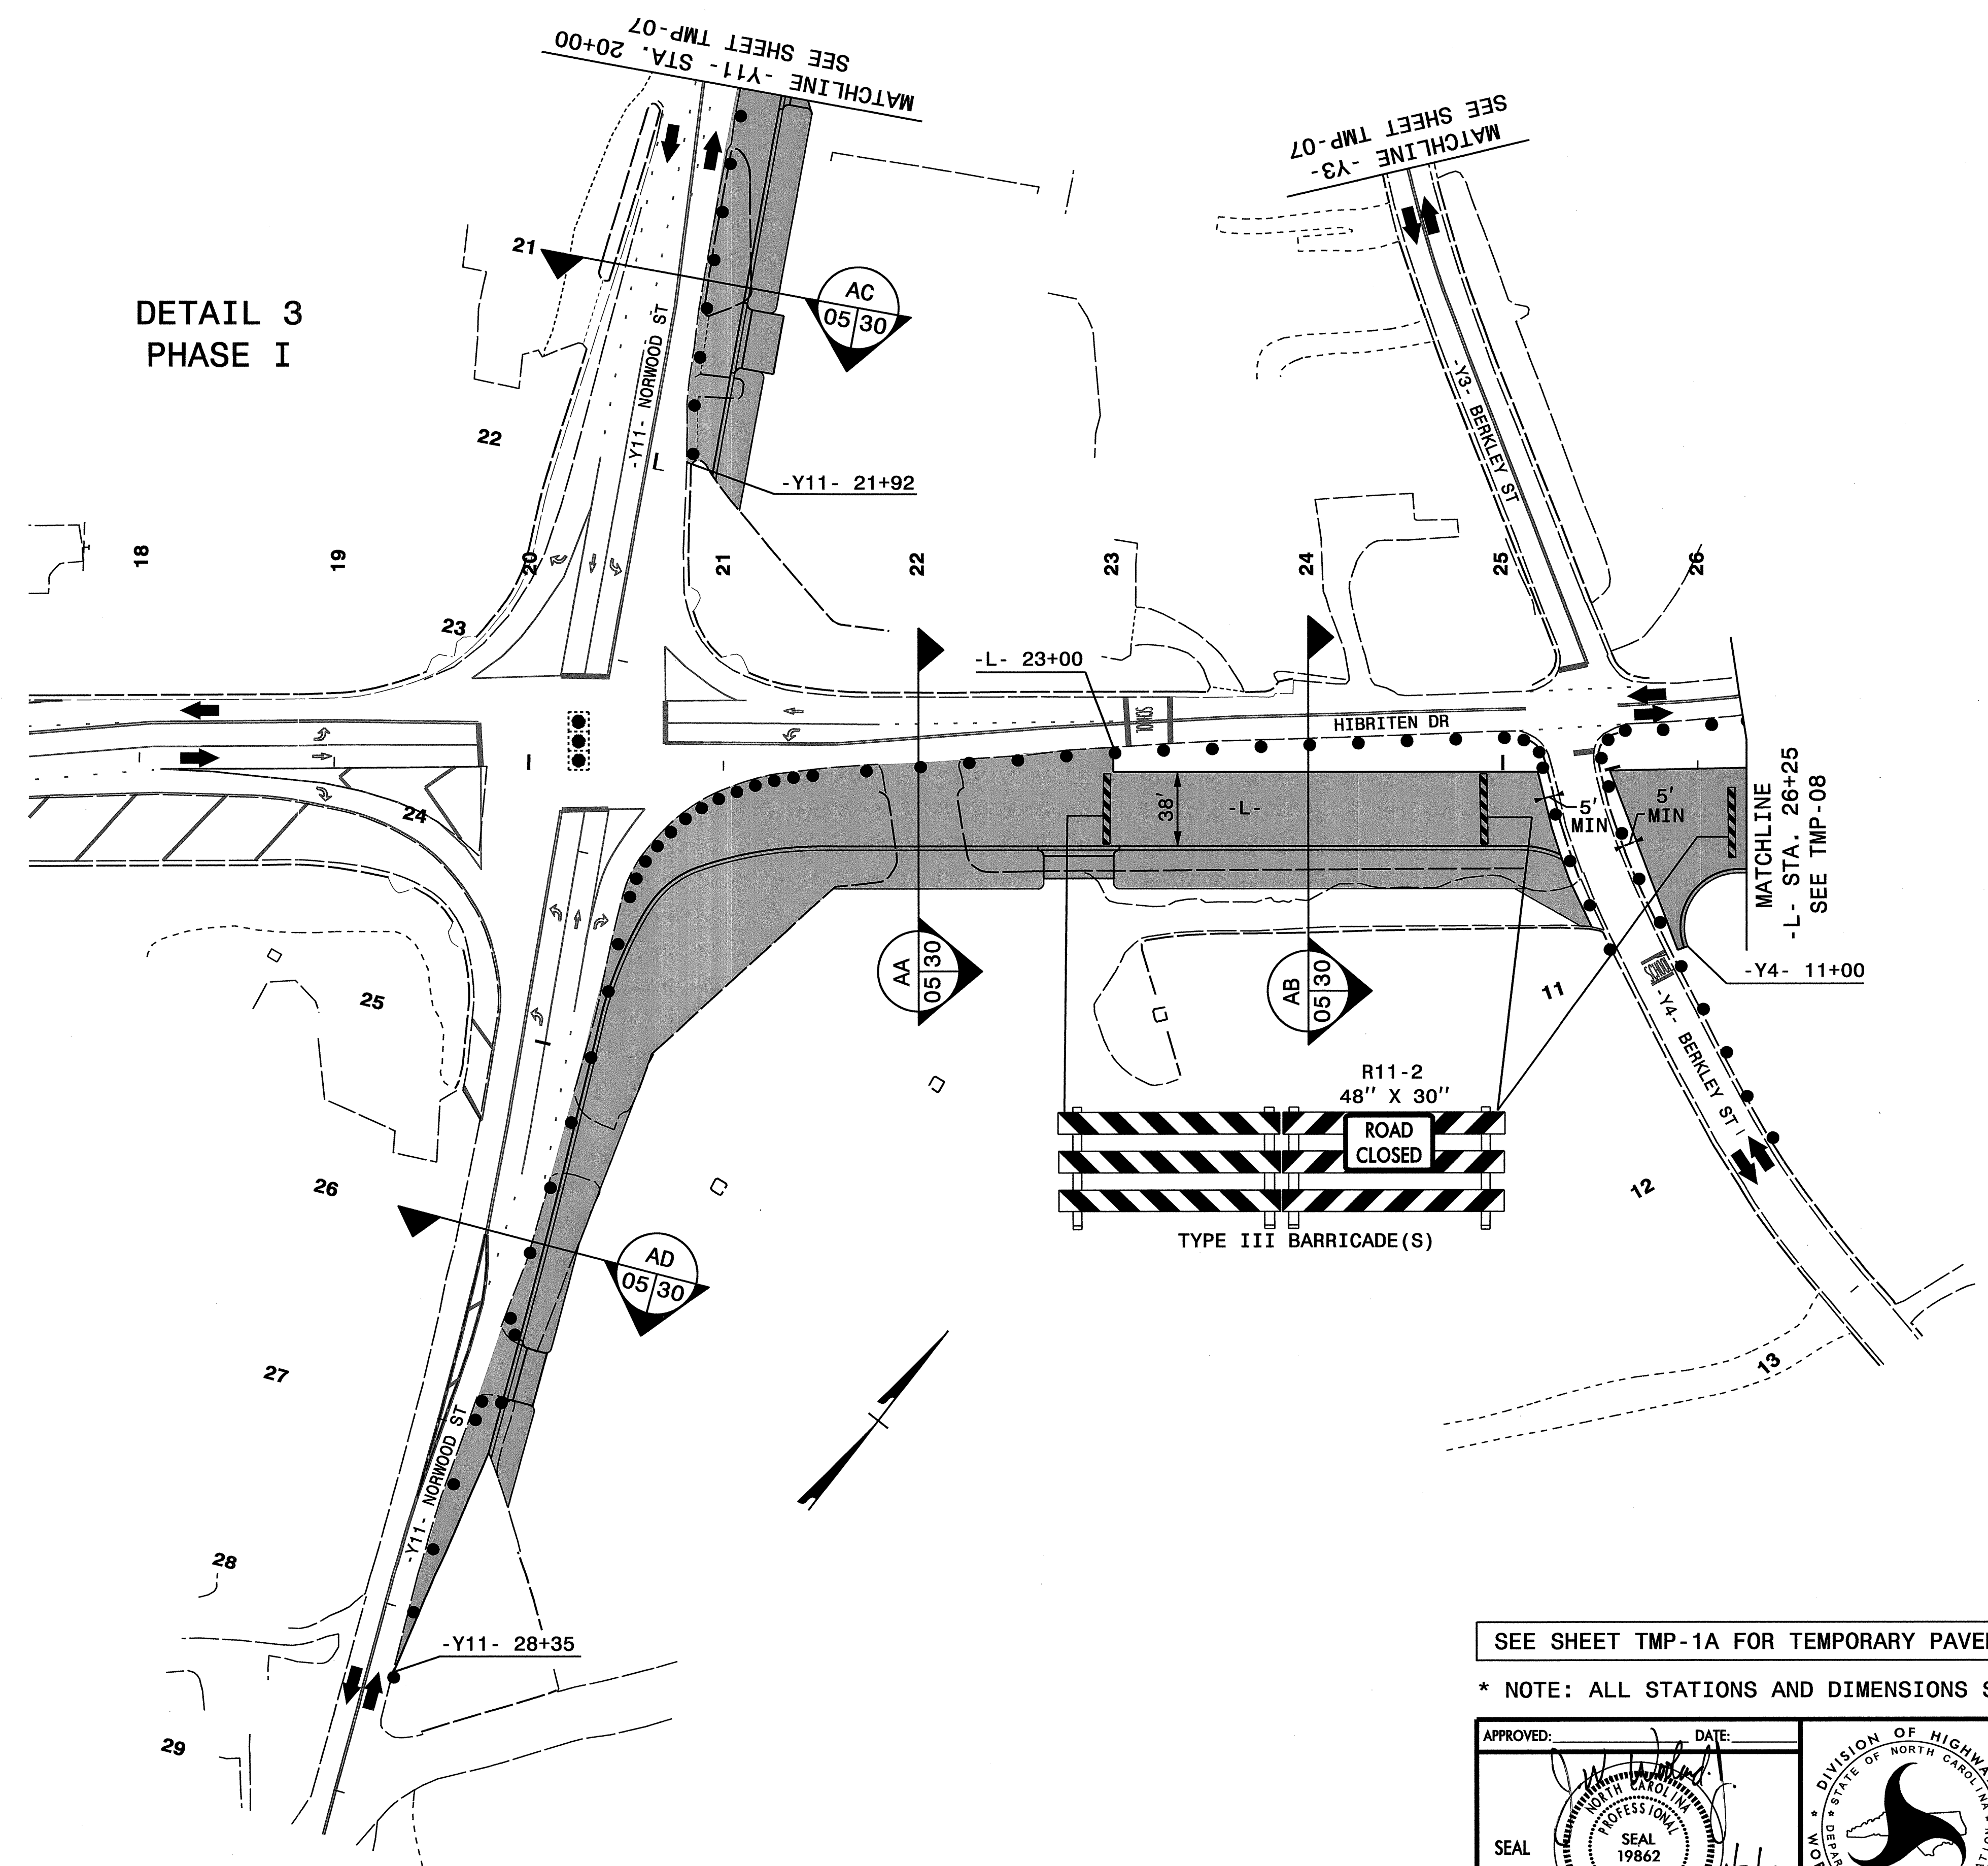 MATCHLINE -Y11- STA. 20+00
SEE SHEET TMP-07
MATCHLINE -Y3-
SEE SHEET TMP-07
DETAIL 3
PHASE I
21
AC
05 30
-Y11- NORWOOD ST
22
-Y11- 21+92
-Y3- BERKLEY ST
18
19
20
21
22
23
24
25
26
23
-L- 23+00
SCHOOL
HIBRITEN DR
24
38'
-L-
5'
MIN
5'
MIN
MATCHLINE
-L- STA. 26+25
SEE TMP-08
AA
05 30
AB
05 30
-Y4- 11+00
SCHOOL
25
11
-Y4- BERKLEY ST
R11-2
48" X 30"
ROAD
CLOSED
TYPE III BARRICADE(S)
26
12
AD
05 30
27
13
-Y11- NORWOOD ST
28
-Y11- 28+35
29
SEE SHEET TMP-1A FOR TEMPORARY
* NOTE: ALL STATIONS AND DIMENSIONS
APPROVED: DATE:
SEAL
NORTH CAROLINA
PROFESSIONAL
SEAL
19862
DIVISION OF
STATE OF NORTH